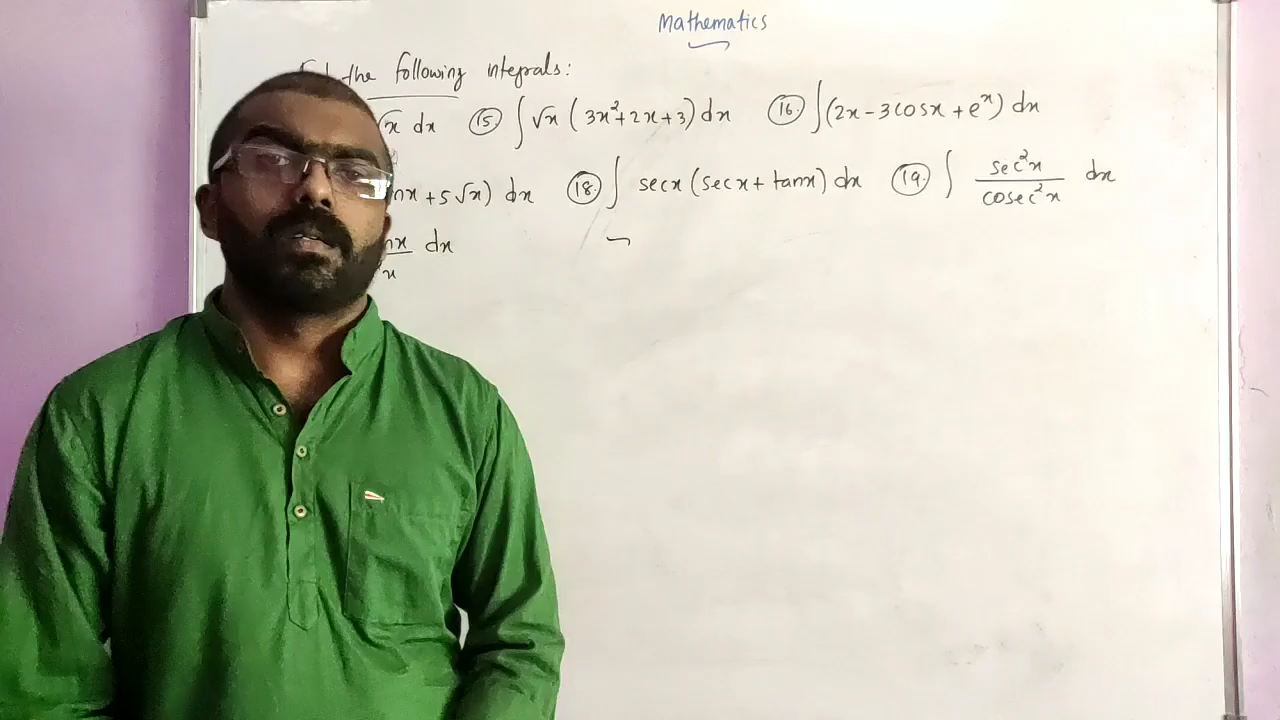 Mathematics
the following integrals:
√x dx ⑮ ∫√x (3x²+2x+3) dx ⑯ ∫(2x-3cosx+eˣ) dx
nx+5√x) dx ⑱ ∫ secx (secx+tanx) dx ⑲ ∫ sec²x/cosec²x dx
nx/x dx